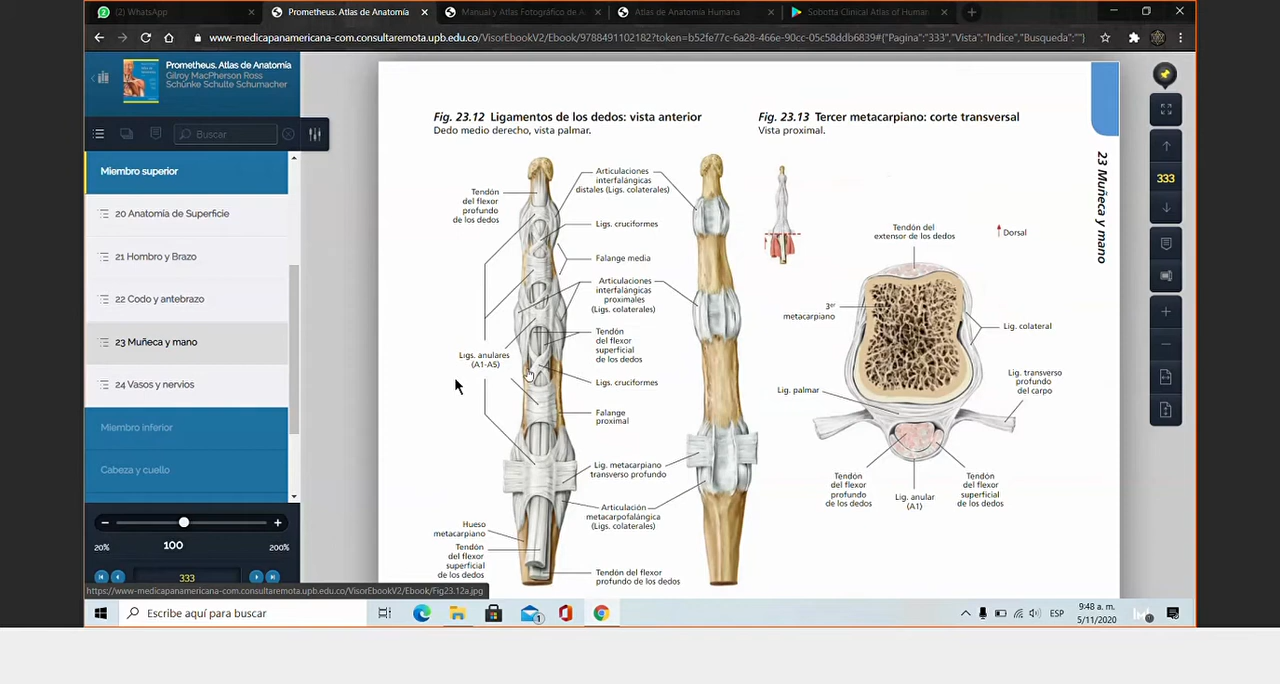 (2) WhatsApp
Prometheus. Atlas de Anatomía
Manual y Atlas Fotográfico de A
Atlas de Anatomía Humana
Sobotta Clinical Atlas of Human
www-medicapanamericana-com.consultaremota.upb.edu.co/VisorEbookV2/Ebook/9788491102182?token=b52fe77c-6a28-466e-90cc-05c58ddb6839#{"Pagina":"333","Vista":"Indice","Busqueda":""}
Prometheus. Atlas de Anatomía
Gilroy MacPherson Ross
Schünke Schulte Schumacher
Buscar
Miembro superior
20 Anatomía de Superficie
21 Hombro y Brazo
22 Codo y antebrazo
23 Muñeca y mano
24 Vasos y nervios
Miembro inferior
Cabeza y cuello
20%
100
200%
333
https://www-medicapanamericana-com.consultaremota.upb.edu.co/VisorEbookV2/Ebook/Fig23.12a.jpg
Fig. 23.12 Ligamentos de los dedos: vista anterior
Dedo medio derecho, vista palmar.
Tendón
del flexor
profundo
de los dedos
Articulaciones
interfalángicas
distales (Ligs. colaterales)
Ligs. cruciformes
Falange media
Articulaciones
interfalángicas
proximales
(Ligs. colaterales)
Tendón
del flexor
superficial
de los dedos
Ligs. anulares
(A1-A5)
Ligs. cruciformes
Falange
proximal
Lig. metacarpiano
transverso profundo
Articulación
metacarpofalángica
(Ligs. colaterales)
Hueso
metacarpiano
Tendón
del flexor
superficial
de los dedos
Tendón del flexor
profundo de los dedos
Fig. 23.13 Tercer metacarpiano: corte transversal
Vista proximal.
Tendón del
extensor de los dedos
Dorsal
3er
metacarpiano
Lig. colateral
Lig. transverso
profundo
del carpo
Lig. palmar
Tendón
del flexor
profundo
de los dedos
Lig. anular
(A1)
Tendón
del flexor
superficial
de los dedos
23 Muñeca y mano
333
Escribe aquí para buscar
1
ESP
9:48 a. m.
5/11/2020